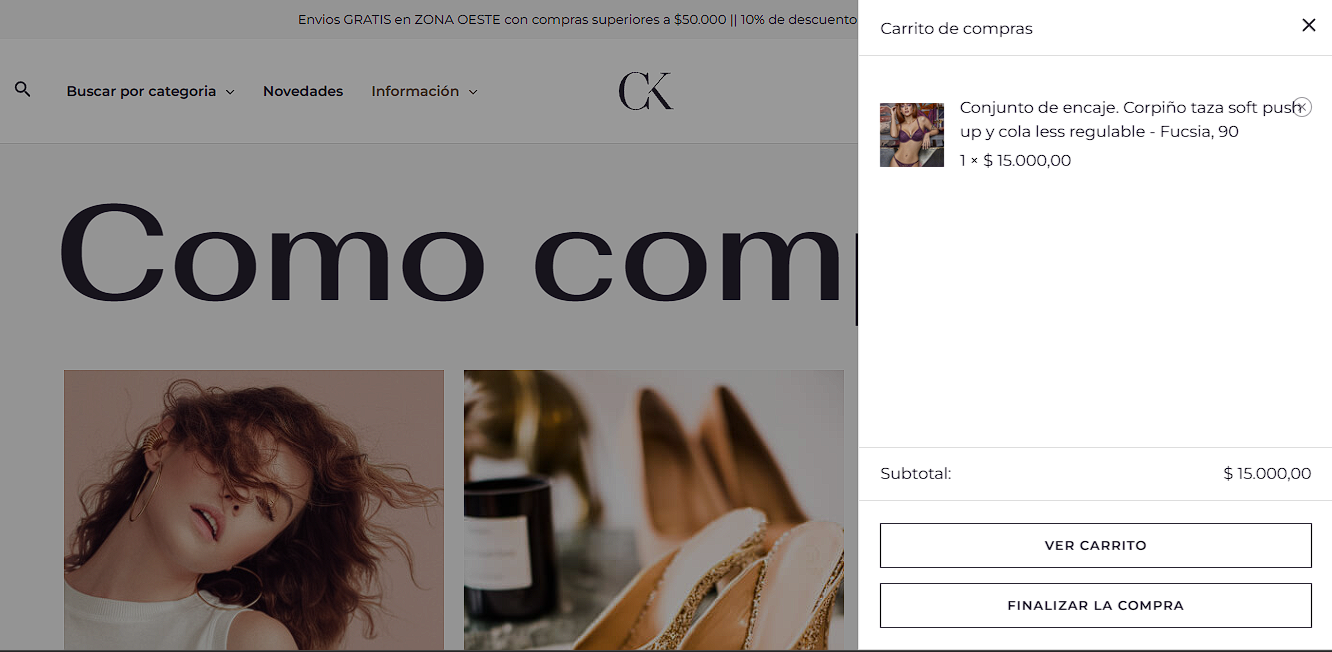 Envios GRATIS en ZONA OESTE con compras superiores a $50.000 || 10% de descuento
Buscar por categoria
Novedades
Información
CK
Como com
Carrito de compras
Conjunto de encaje. Corpiño taza soft push
up y cola less regulable - Fucsia, 90
1 × $ 15.000,00
Subtotal:
$ 15.000,00
VER CARRITO
FINALIZAR LA COMPRA